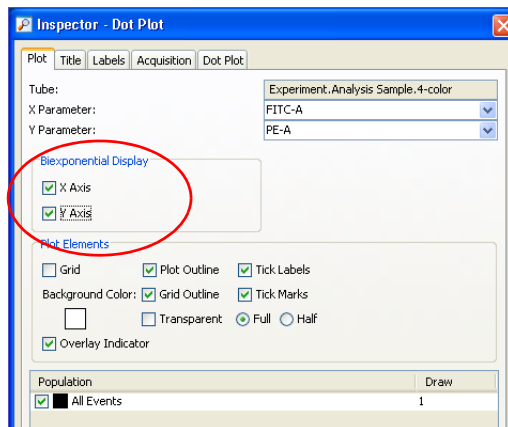 Inspector - Dot Plot
Plot Title Labels Acquisition Dot Plot
Tube: Experiment.Analysis Sample.4-color
X Parameter: FITC-A
Y Parameter: PE-A
Biexponential Display
X Axis
Y Axis
Plot Elements
Grid Plot Outline Tick Labels
Background Color: Grid Outline Tick Marks
Transparent Full Half
Overlay Indicator
Population Draw
All Events 1